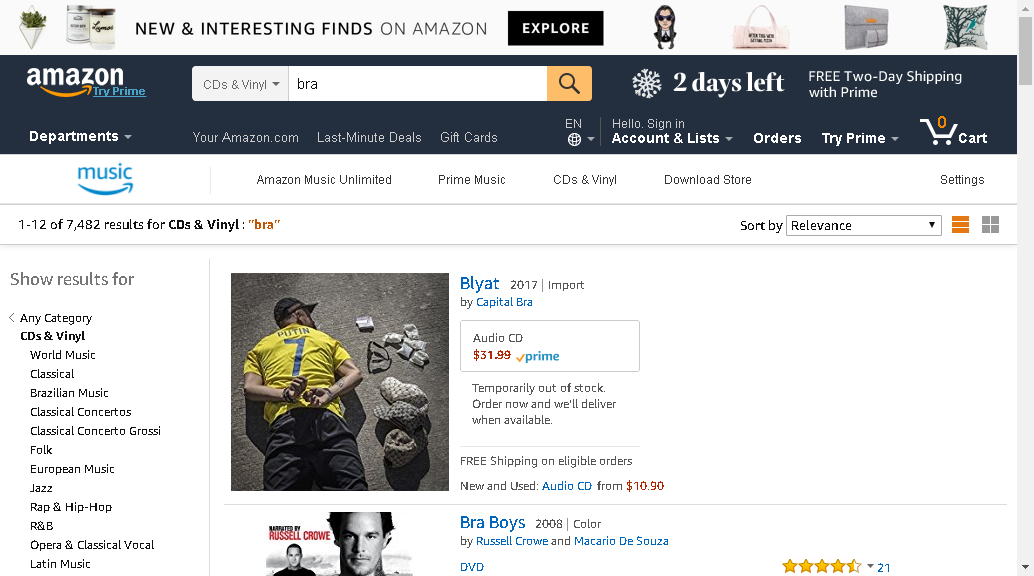 NEW & INTERESTING FINDS ON AMAZON
EXPLORE
amazon
Try Prime
CDs & Vinyl
bra
2 days left
FREE Two-Day Shipping
with Prime
Departments
Your Amazon.com
Last-Minute Deals
Gift Cards
EN
Hello. Sign in
Account & Lists
Orders
Try Prime
0
Cart
music
Amazon Music Unlimited
Prime Music
CDs & Vinyl
Download Store
Settings
1-12 of 7,482 results for CDs & Vinyl : "bra"
Sort by Relevance
Show results for
Any Category
CDs & Vinyl
World Music
Classical
Brazilian Music
Classical Concertos
Classical Concerto Grossi
Folk
European Music
Jazz
Rap & Hip-Hop
R&B
Opera & Classical Vocal
Latin Music
PUTIN
7
Blyat 2017 | Import
by Capital Bra
Audio CD
$31.99 prime
Temporarily out of stock.
Order now and we'll deliver
when available.
FREE Shipping on eligible orders
New and Used: Audio CD from $10.90
NARRATED BY
RUSSELL CROWE
Bra Boys 2008 | Color
by Russell Crowe and Macario De Souza
DVD
21